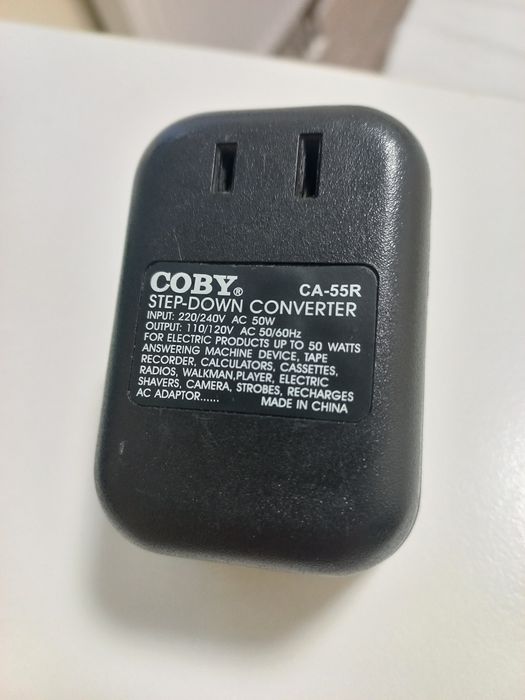 COBY® CA-55R
STEP-DOWN CONVERTER
INPUT: 220/240V AC 50W
OUTPUT: 110/120V AC 50/60Hz
FOR ELECTRIC PRODUCTS UP TO 50 WATTS
ANSWERING MACHINE DEVICE, TAPE
RECORDER, CALCULATORS, CASSETTES,
RADIOS, WALKMAN,PLAYER, ELECTRIC
SHAVERS, CAMERA, STROBES, RECHARGES
AC ADAPTOR...... MADE IN CHINA